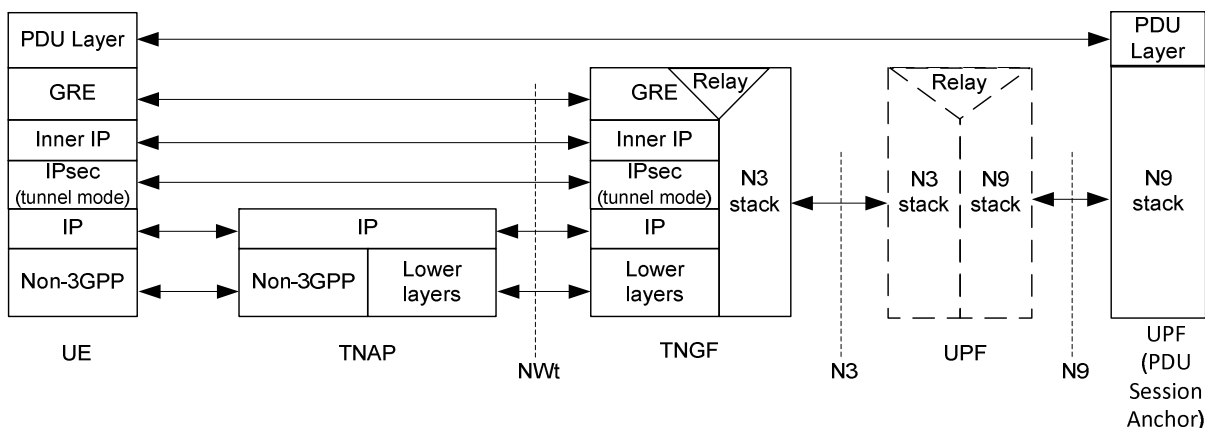 PDU Layer
GRE
Inner IP
IPsec
(tunnel mode)
IP
Non-3GPP
UE
IP
Non-3GPP
Lower
layers
TNAP
NWt
GRE
Relay
Inner IP
IPsec
(tunnel mode)
IP
Lower
layers
N3
stack
TNGF
N3
Relay
N3
stack
N9
stack
UPF
N9
PDU
Layer
N9
stack
UPF
(PDU
Session
Anchor)